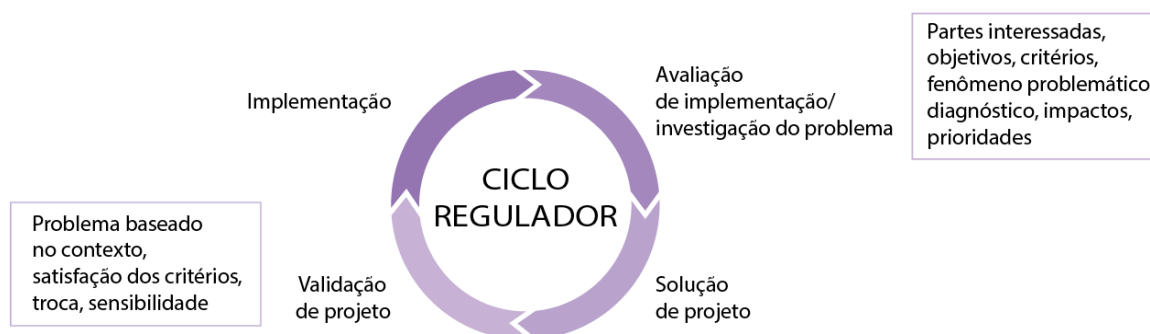 Partes interessadas,
objetivos, critérios,
fenômeno problemático
diagnóstico, impactos,
prioridades
Avaliação
de implementação/
investigação do problema
Implementação
CICLO
REGULADOR
Problema baseado
no contexto,
satisfação dos critérios,
troca, sensibilidade
Validação
de projeto
Solução
de projeto